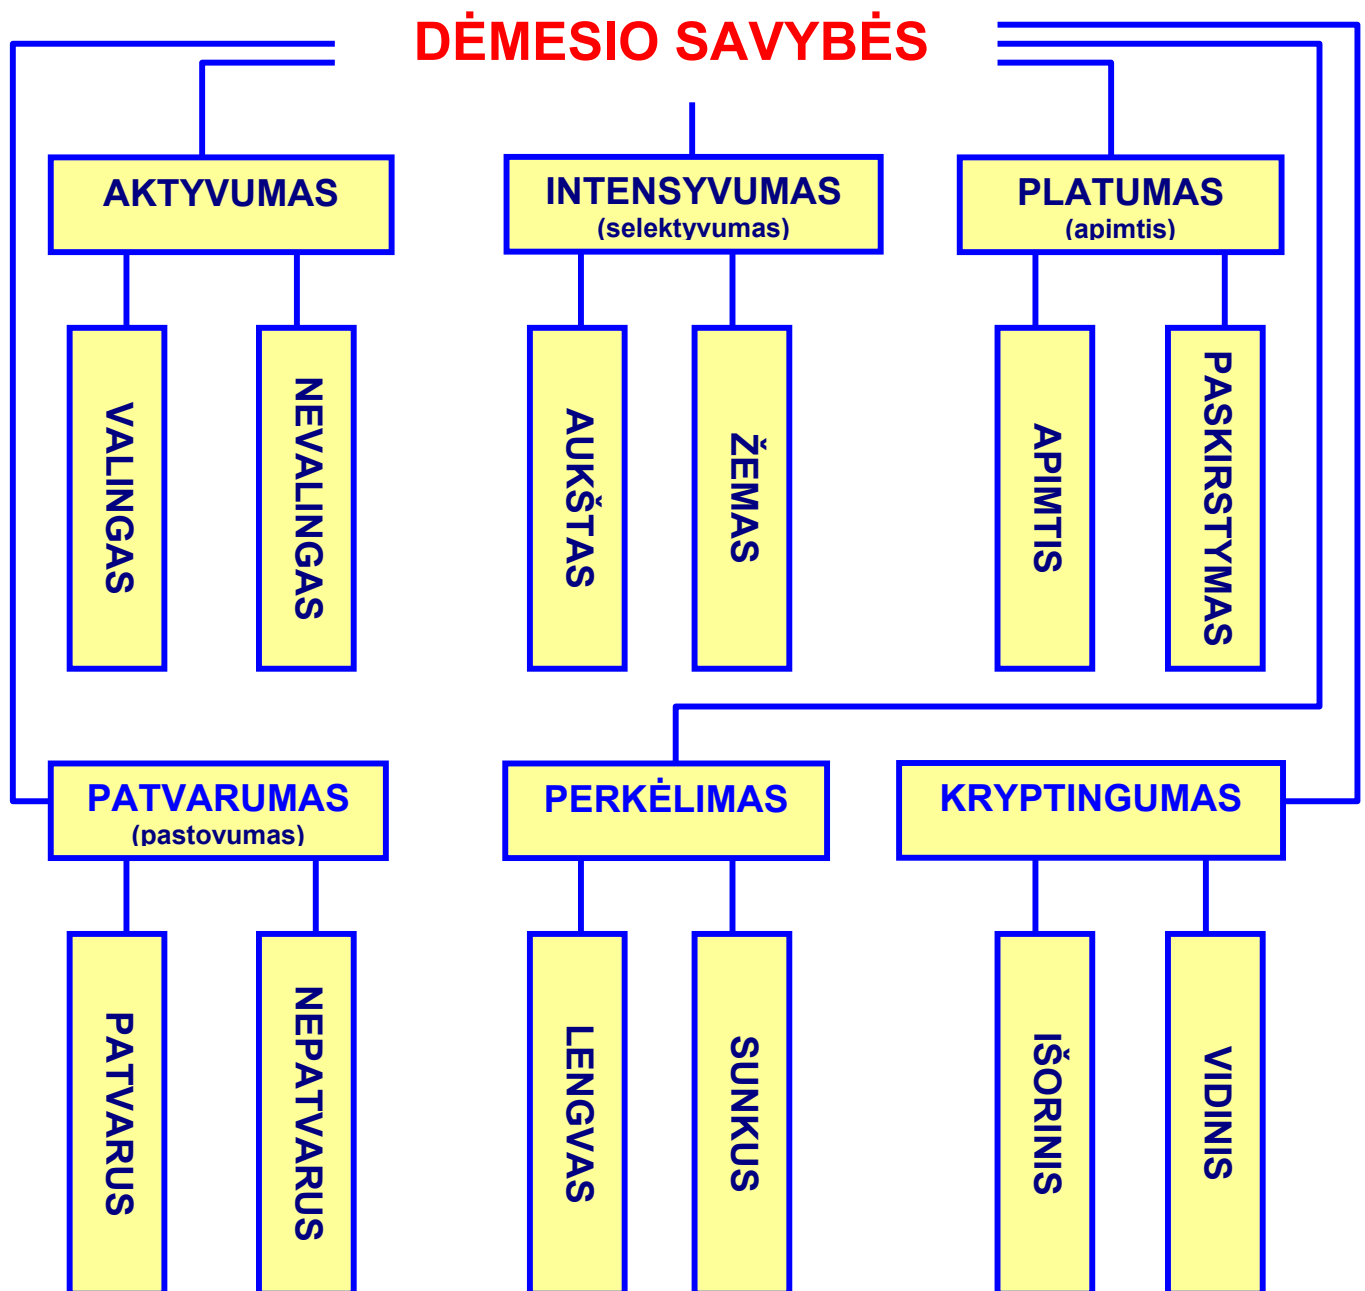 DĖMESIO SAVYBĖS
AKTYVUMAS
INTENSYVUMAS
(selektyvumas)
PLATUMAS
(apimtis)
VALINGAS
NEVALINGAS
AUKŠTAS
ŽEMAS
APIMTIS
PASKIRSTYMAS
PATVARUMAS
(pastovumas)
PERKĖLIMAS
KRYPTINGUMAS
PATVARUS
NEPATVARUS
LENGVAS
SUNKUS
IŠORINIS
VIDINIS